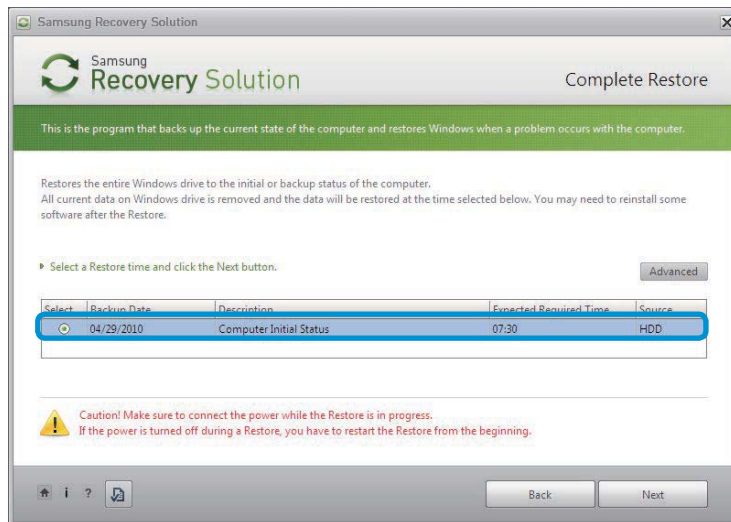 Samsung Recovery Solution
Samsung
Recovery Solution
Complete Restore
This is the program that backs up the current state of the computer and restores Windows when a problem occurs with the computer.
Restores the entire Windows drive to the initial or backup status of the computer.
All current data on Windows drive is removed and the data will be restored at the time selected below. You may need to reinstall some
software after the Restore.
Select a Restore time and click the Next button.
Advanced
Select Backup Date Description Expected Required Time Source
04/29/2010 Computer Initial Status 07:30 HDD
Caution! Make sure to connect the power while the Restore is in progress.
If the power is turned off during a Restore, you have to restart the Restore from the beginning.
i ? Back Next